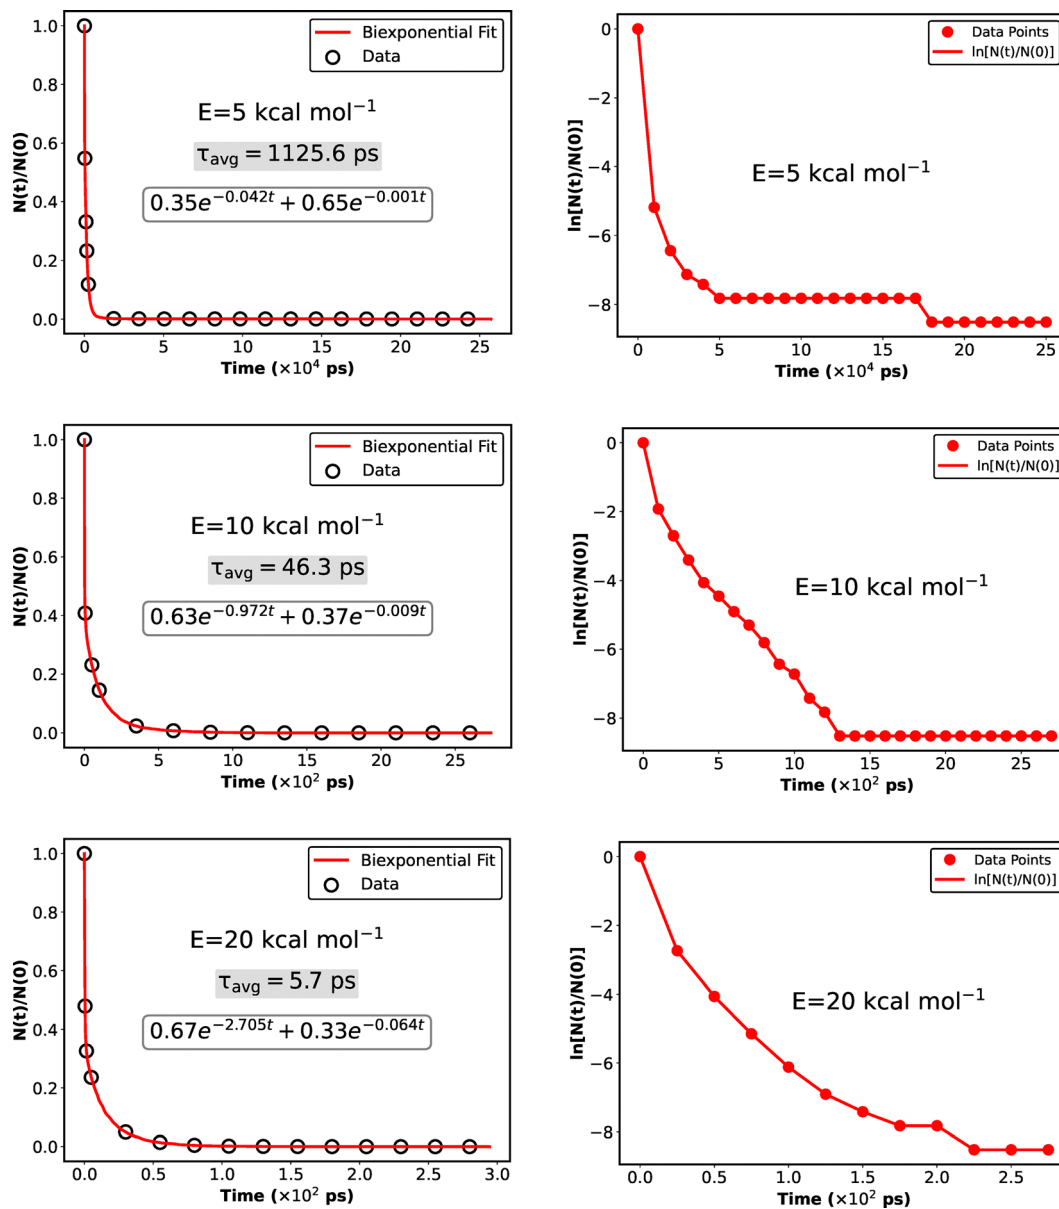 1.0
0.8
0.6
0.4
0.2
0.0
N(t)/N(0)
Biexponential Fit
Data
E=5 kcal mol⁻¹
τavg = 1125.6 ps
0.35e^−0.042t + 0.65e^−0.001t
0 5 10 15 20 25
Time (×10⁴ ps)
0
−2
−4
−6
−8
ln[N(t)/N(0)]
Data Points
ln[N(t)/N(0)]
E=5 kcal mol⁻¹
0 5 10 15 20 25
Time (×10⁴ ps)
1.0
0.8
0.6
0.4
0.2
0.0
N(t)/N(0)
Biexponential Fit
Data
E=10 kcal mol⁻¹
τavg = 46.3 ps
0.63e^−0.972t + 0.37e^−0.009t
0 5 10 15 20 25
Time (×10² ps)
0
−2
−4
−6
−8
ln[N(t)/N(0)]
Data Points
ln[N(t)/N(0)]
E=10 kcal mol⁻¹
0 5 10 15 20 25
Time (×10² ps)
1.0
0.8
0.6
0.4
0.2
0.0
N(t)/N(0)
Biexponential Fit
Data
E=20 kcal mol⁻¹
τavg = 5.7 ps
0.67e^−2.705t + 0.33e^−0.064t
0.0 0.5 1.0 1.5 2.0 2.5 3.0
Time (×10² ps)
0
−2
−4
−6
−8
ln[N(t)/N(0)]
Data Points
ln[N(t)/N(0)]
E=20 kcal mol⁻¹
0.0 0.5 1.0 1.5 2.0 2.5
Time (×10² ps)